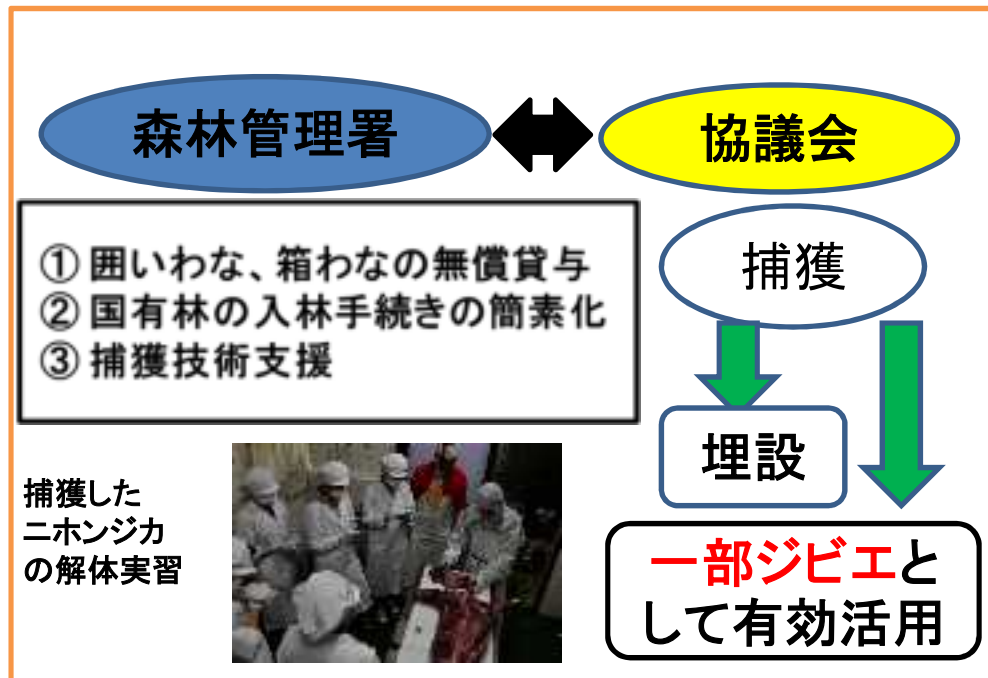 森林管理署
協議会
① 囲いわな、箱わなの無償貸与
② 国有林の入林手続きの簡素化
③ 捕獲技術支援
捕獲
埋設
捕獲した
ニホンジカ
の解体実習
一部ジビエと
して有効活用